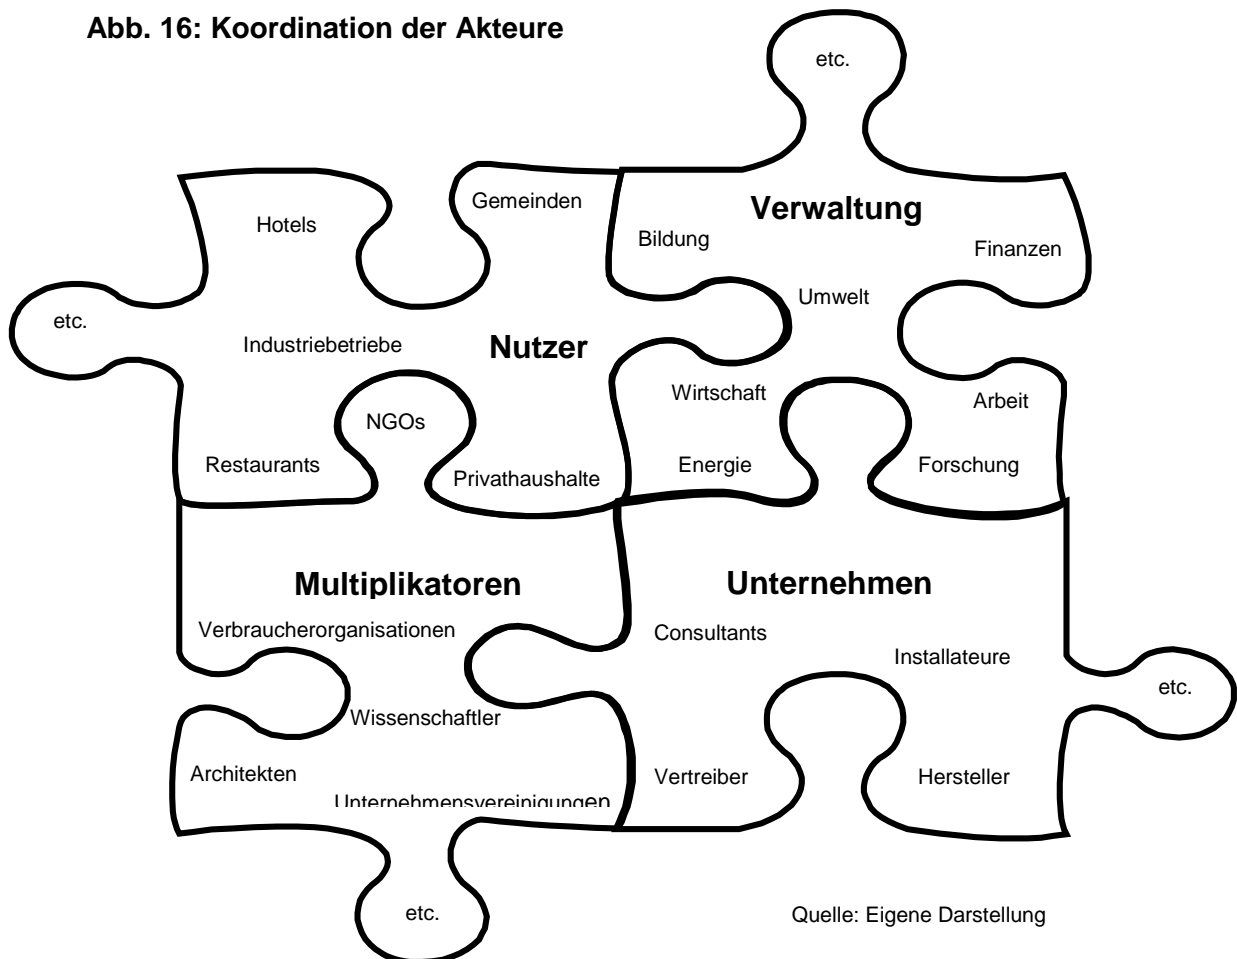 Abb. 16: Koordination der Akteure
etc.
Gemeinden
Verwaltung
Hotels
Bildung
Finanzen
Umwelt
etc.
Industriebetriebe
Nutzer
Wirtschaft
Arbeit
NGOs
Restaurants
Privathaushalte
Energie
Forschung
Multiplikatoren
Unternehmen
Verbraucherorganisationen
Consultants
Installateure
etc.
Wissenschaftler
Architekten
Vertreiber
Hersteller
Unternehmensvereinigungen
etc.
Quelle: Eigene Darstellung